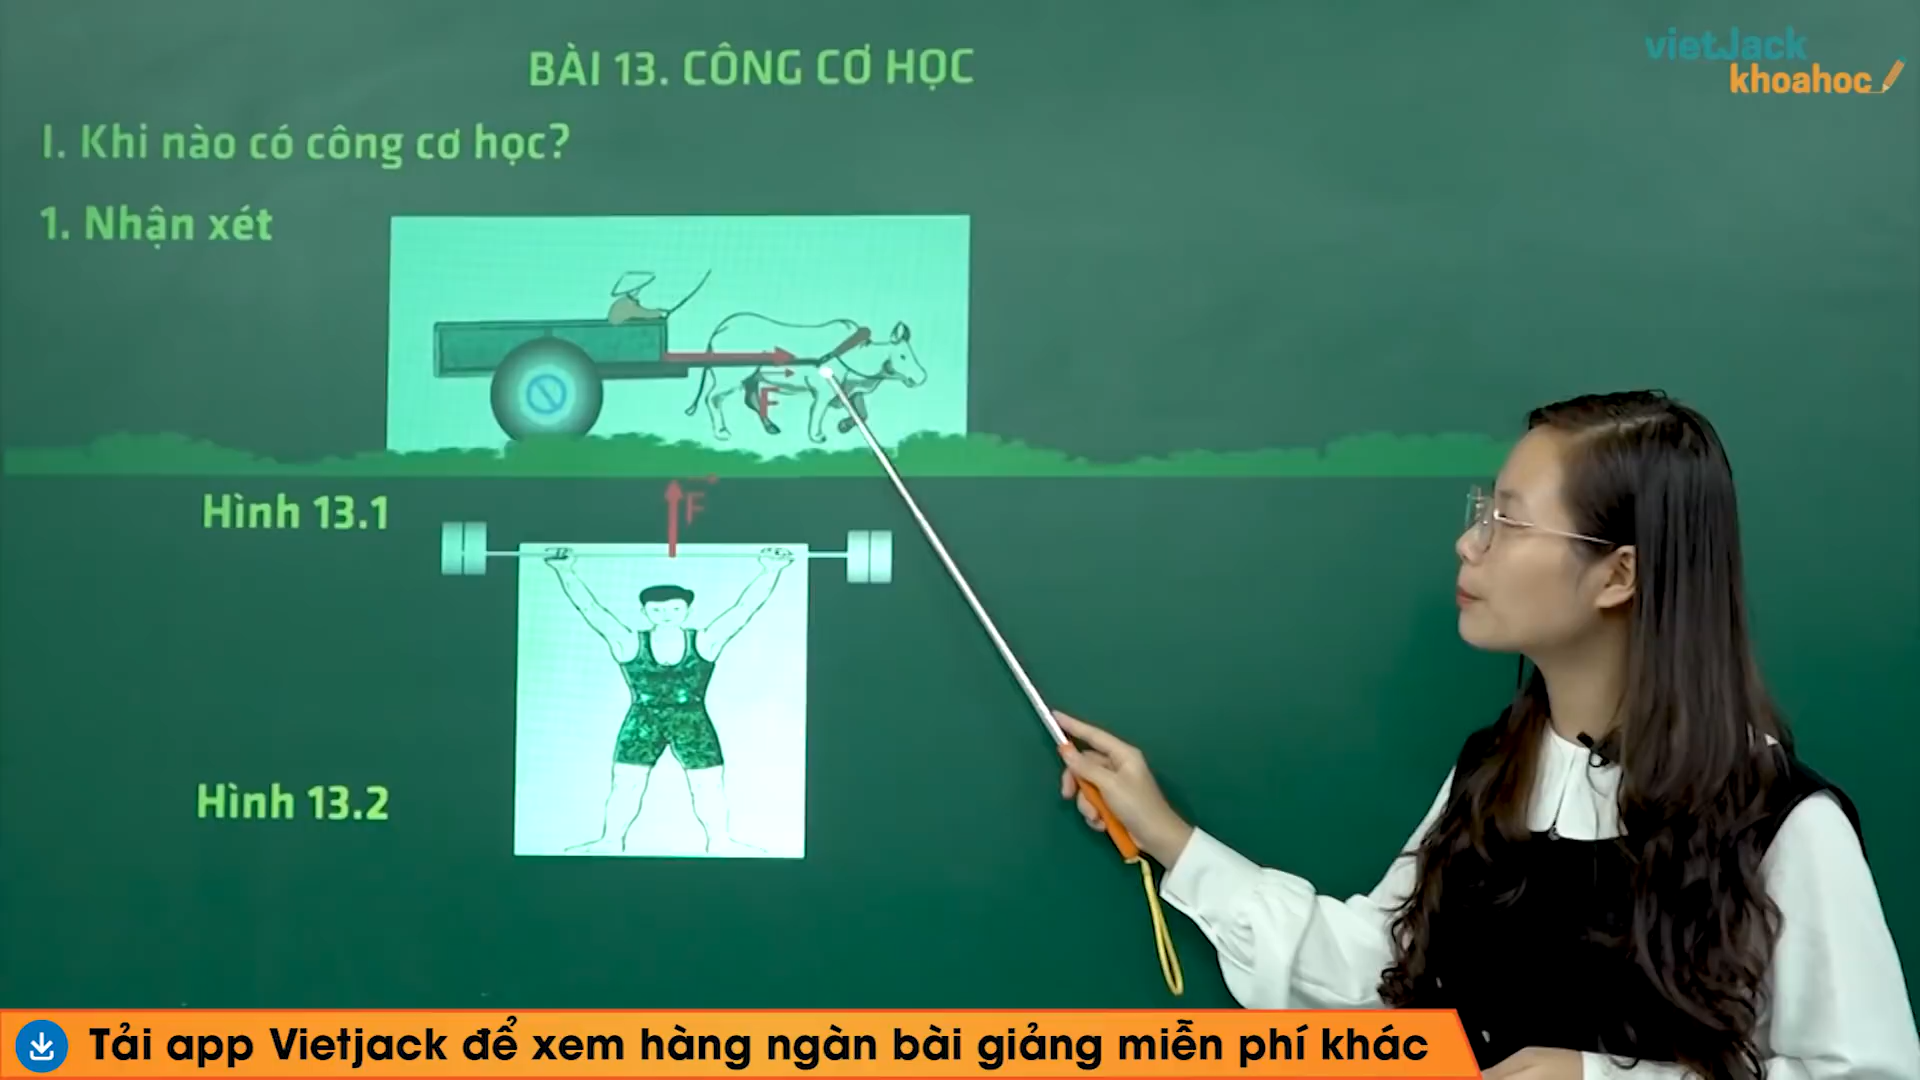 vietJack
khoahoc
BÀI 13. CÔNG CƠ HỌC
I. Khi nào có công cơ học?
1. Nhận xét
F
Hình 13.1
F
Hình 13.2
Tải app Vietjack để xem hàng ngàn bài giảng miễn phí khác